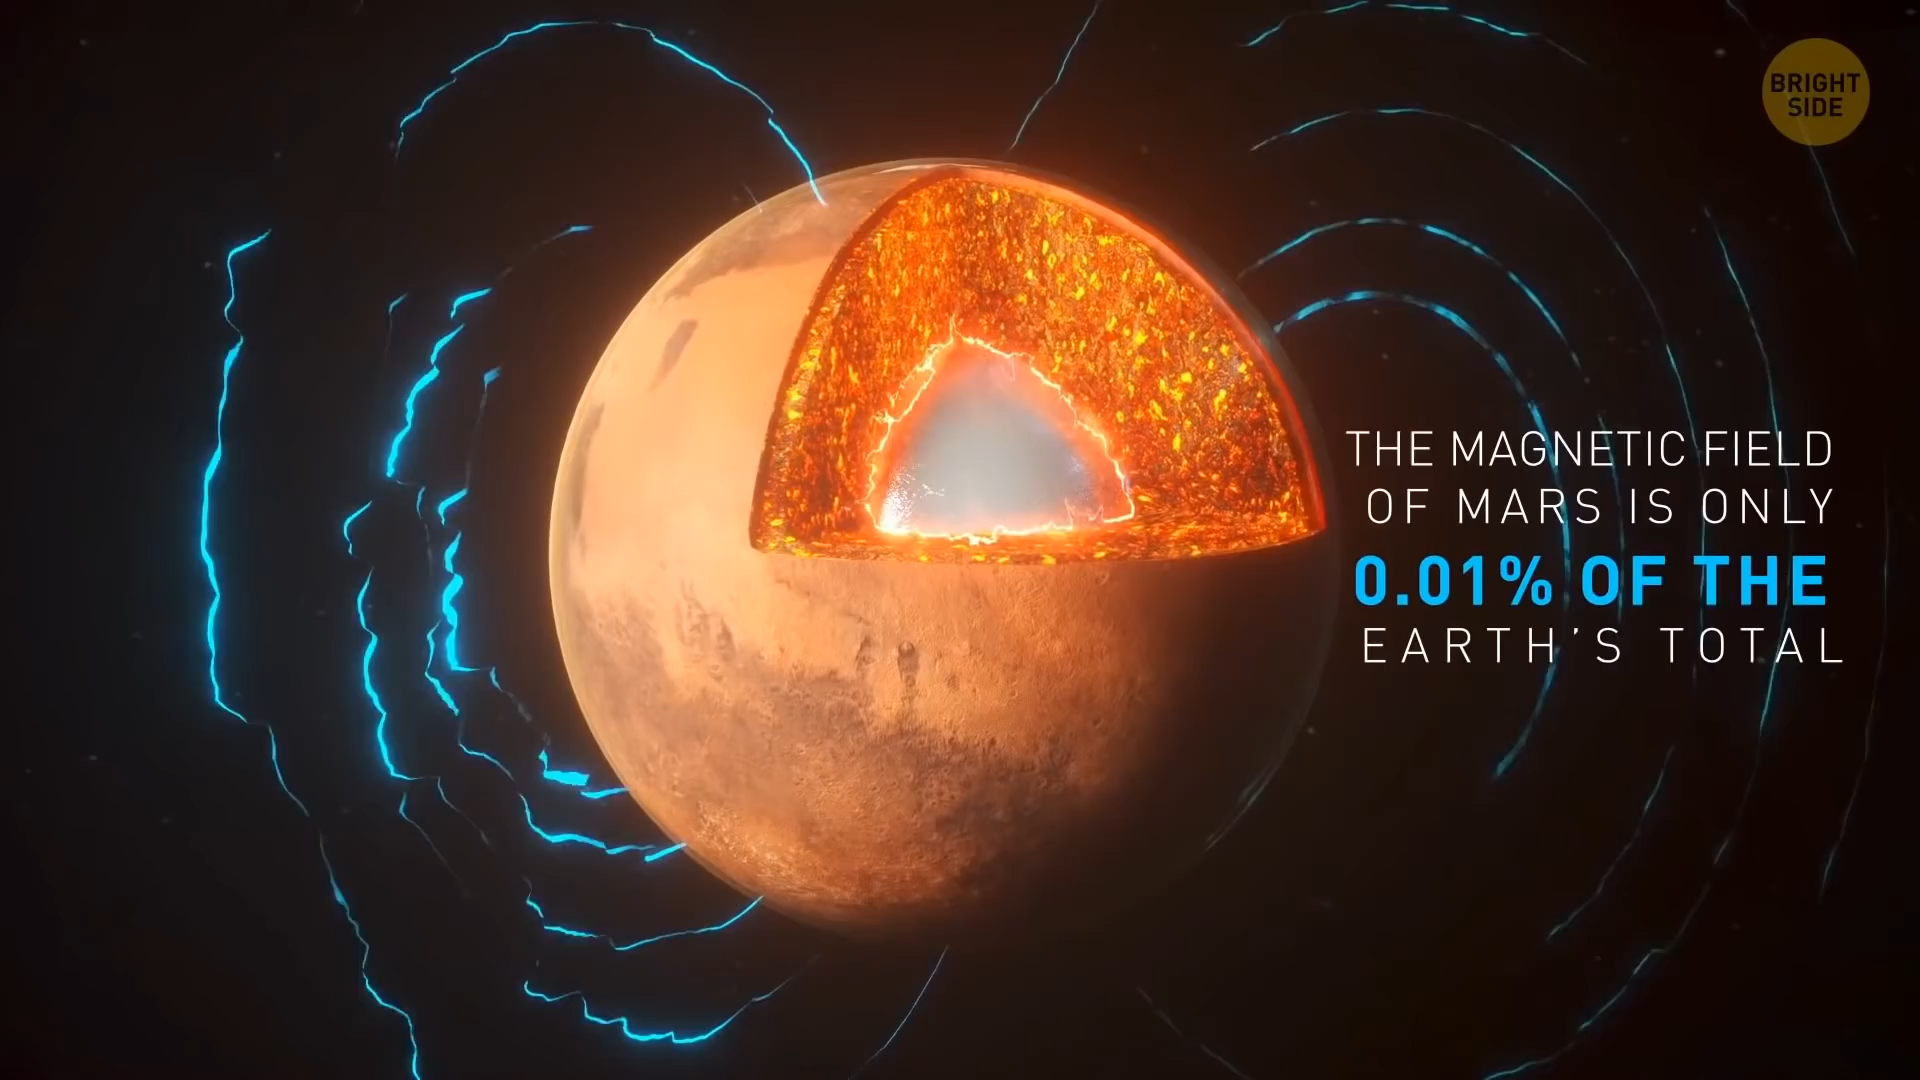 BRIGHT
SIDE
THE MAGNETIC FIELD
OF MARS IS ONLY
0.01% OF THE
EARTH'S TOTAL